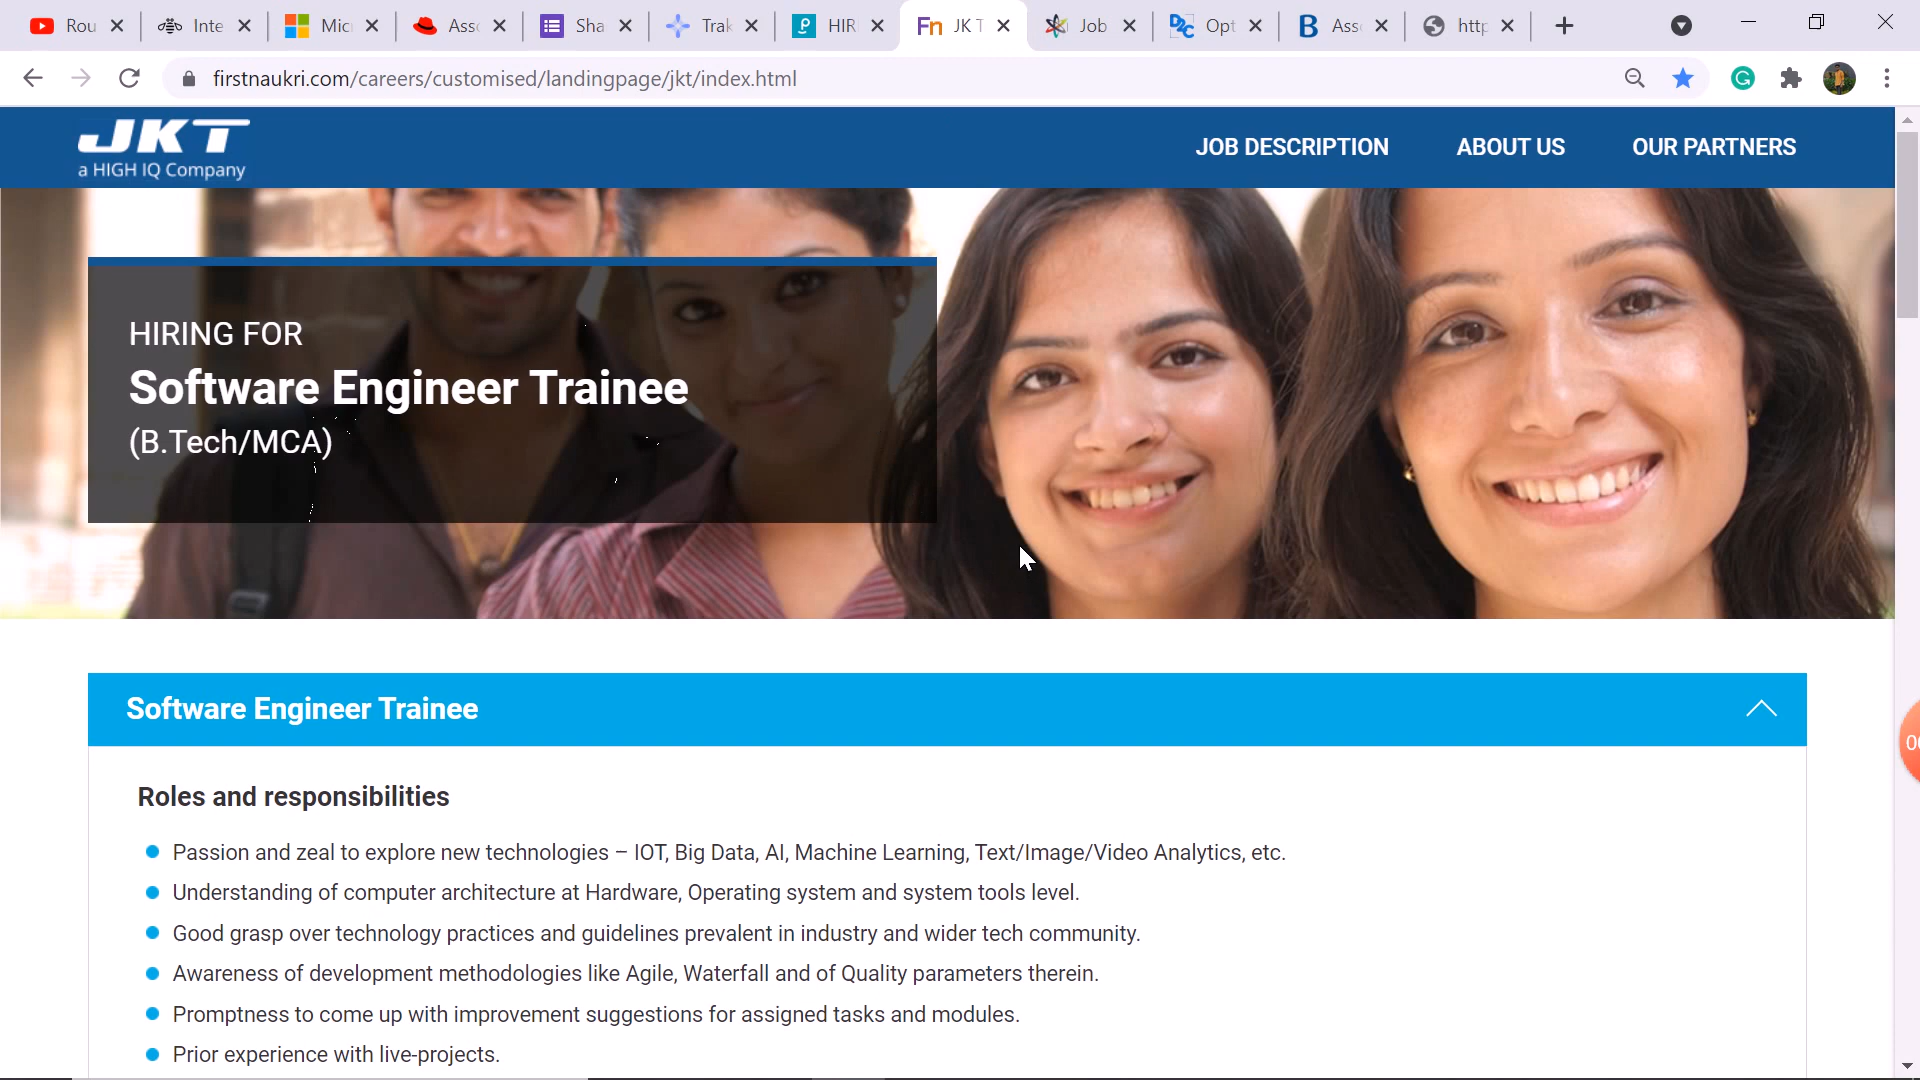 Rou
Inte
Mic
Ass
Sha
Trak
HIR
Fn JK T
Job
Opt
B Ass
http
firstnaukri.com/careers/customised/landingpage/jkt/index.html
JKT
a HIGH IQ Company
JOB DESCRIPTION
ABOUT US
OUR PARTNERS
HIRING FOR
Software Engineer Trainee
(B.Tech/MCA)
Software Engineer Trainee
Roles and responsibilities
Passion and zeal to explore new technologies – IOT, Big Data, AI, Machine Learning, Text/Image/Video Analytics, etc.
Understanding of computer architecture at Hardware, Operating system and system tools level.
Good grasp over technology practices and guidelines prevalent in industry and wider tech community.
Awareness of development methodologies like Agile, Waterfall and of Quality parameters therein.
Promptness to come up with improvement suggestions for assigned tasks and modules.
Prior experience with live-projects.